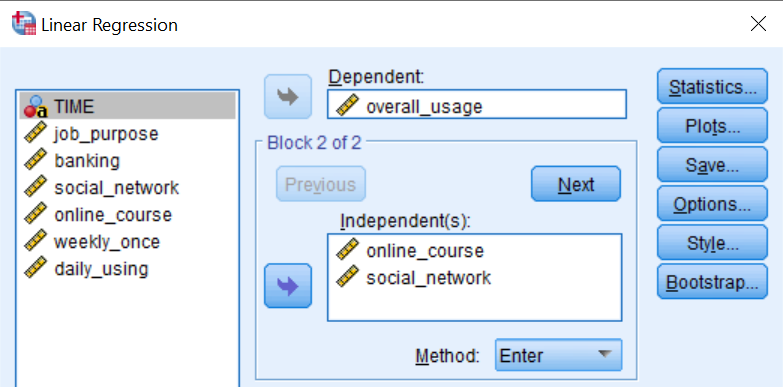 Linear Regression
TIME
job_purpose
banking
social_network
online_course
weekly_once
daily_using
Dependent:
overall_usage
Block 2 of 2
Previous
Next
Independent(s):
online_course
social_network
Method: Enter
Statistics...
Plots...
Save...
Options...
Style...
Bootstrap...